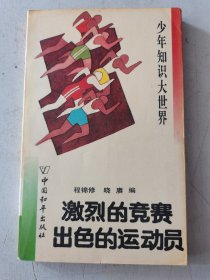 少年知识大世界
程锦修 晓赓 编
激烈的竞赛
出色的运动员
中国和平出版社